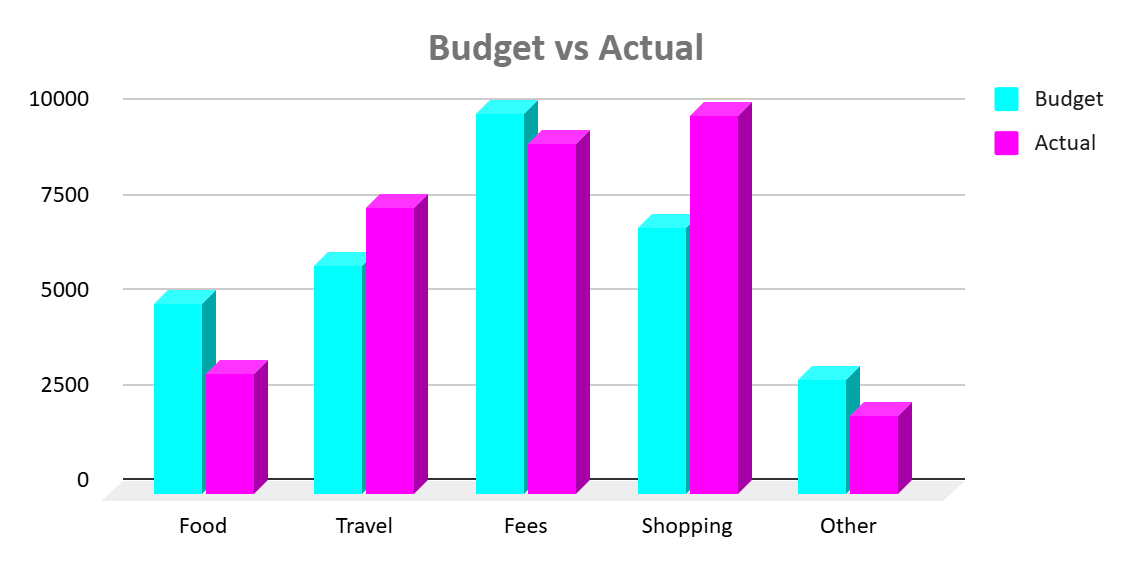 Budget vs Actual
10000
7500
5000
2500
0
Food Travel Fees Shopping Other
Budget
Actual